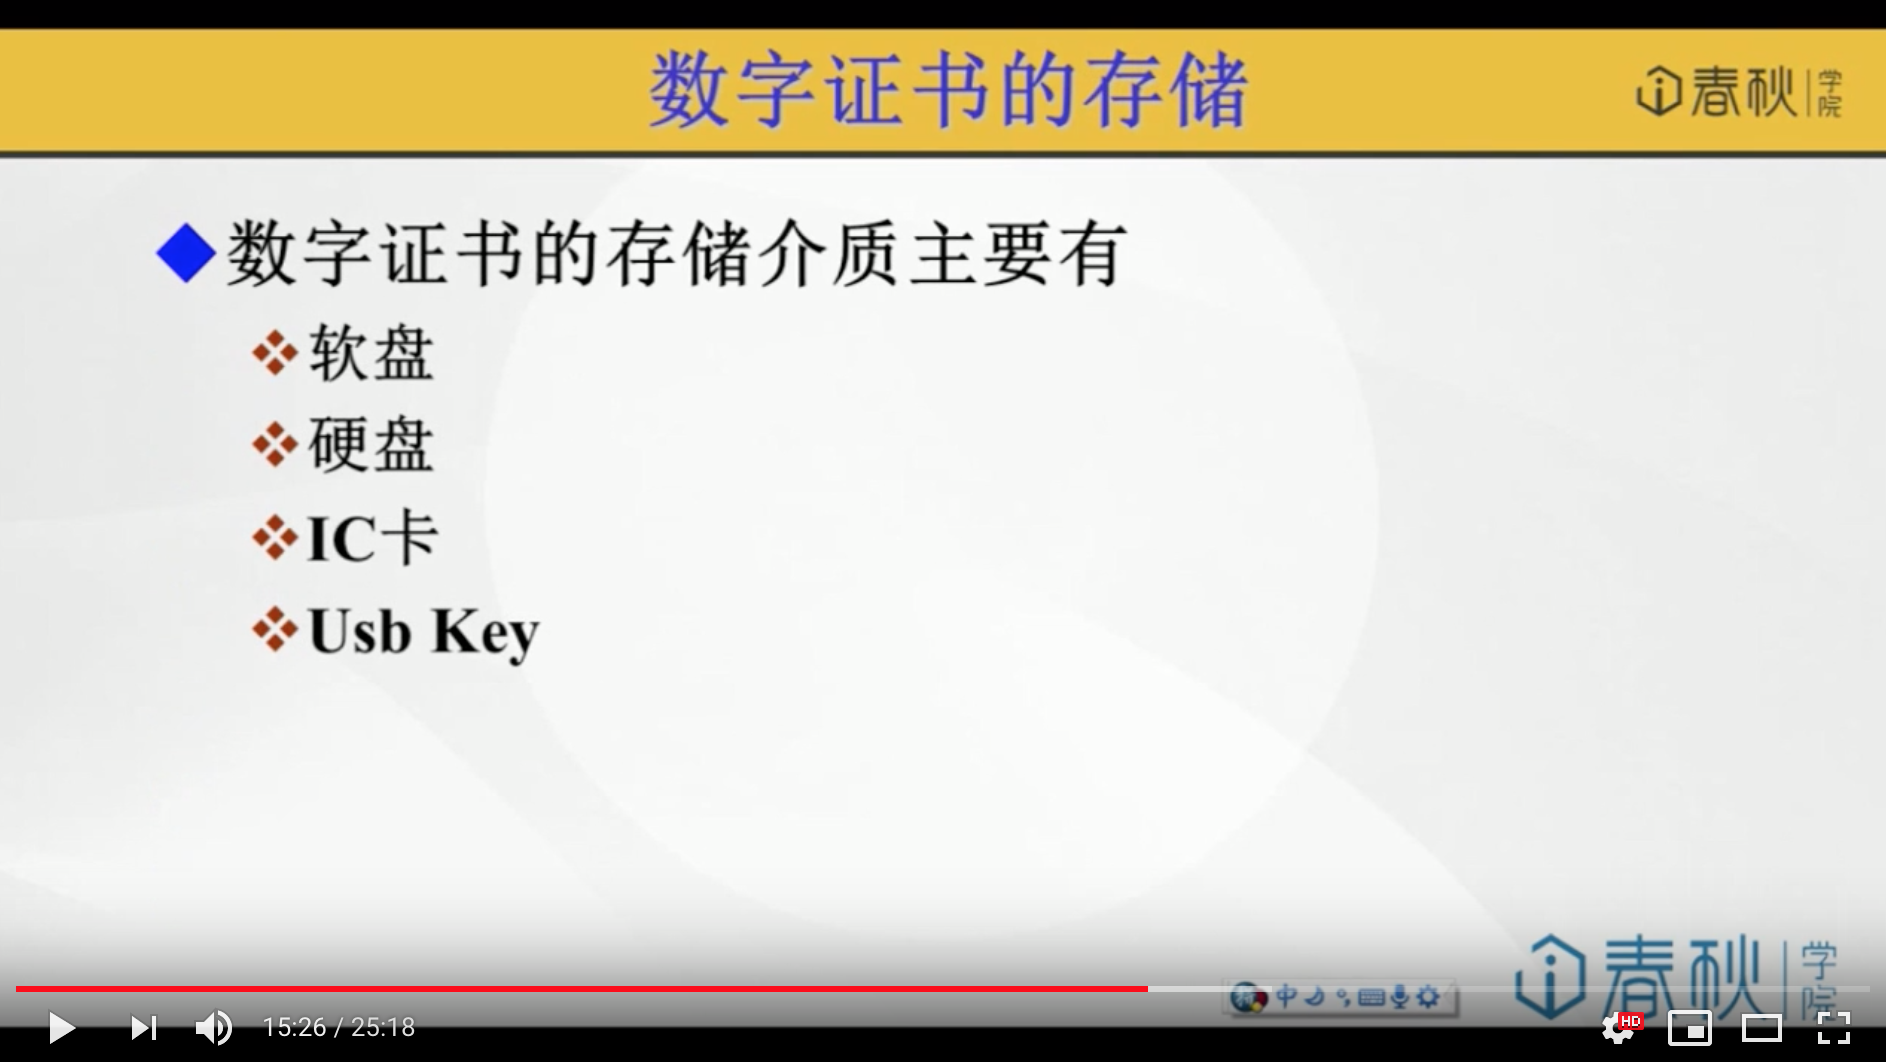 数字证书的存储
春秋学院
数字证书的存储介质主要有
软盘
硬盘
IC卡
Usb Key
中
春秋学院
15:26 / 25:18
HD